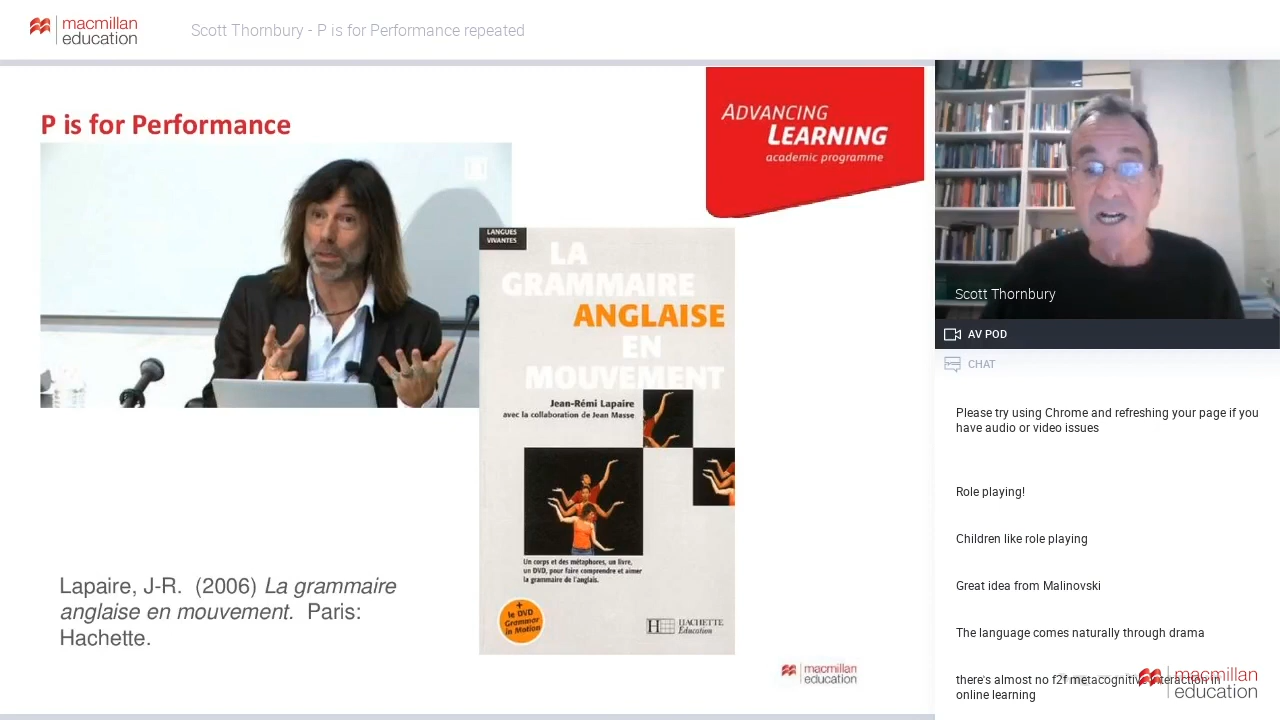 macmillan
education
Scott Thornbury - P is for Performance repeated
P is for Performance
ADVANCING
LEARNING
academic programme
LANGUES
VIVANTES
LA
GRAMMAIRE
ANGLAISE
EN
MOUVEMENT
Jean-Rémi Lapaire
avec la collaboration de Jean Masse
Un corps et des métaphores, un livre,
un DVD, pour faire comprendre et aimer
la grammaire de l'anglais.
+
le DVD
Grammar
in Motion
H HACHETTE
Éducation
Lapaire, J-R. (2006) La grammaire
anglaise en mouvement. Paris:
Hachette.
macmillan
education
Scott Thornbury
AV POD
CHAT
Please try using Chrome and refreshing your page if you
have audio or video issues
Role playing!
Children like role playing
Great idea from Malinovski
The language comes naturally through drama
there's almost no f2f metacognitive interaction in
online learning
macmillan
education